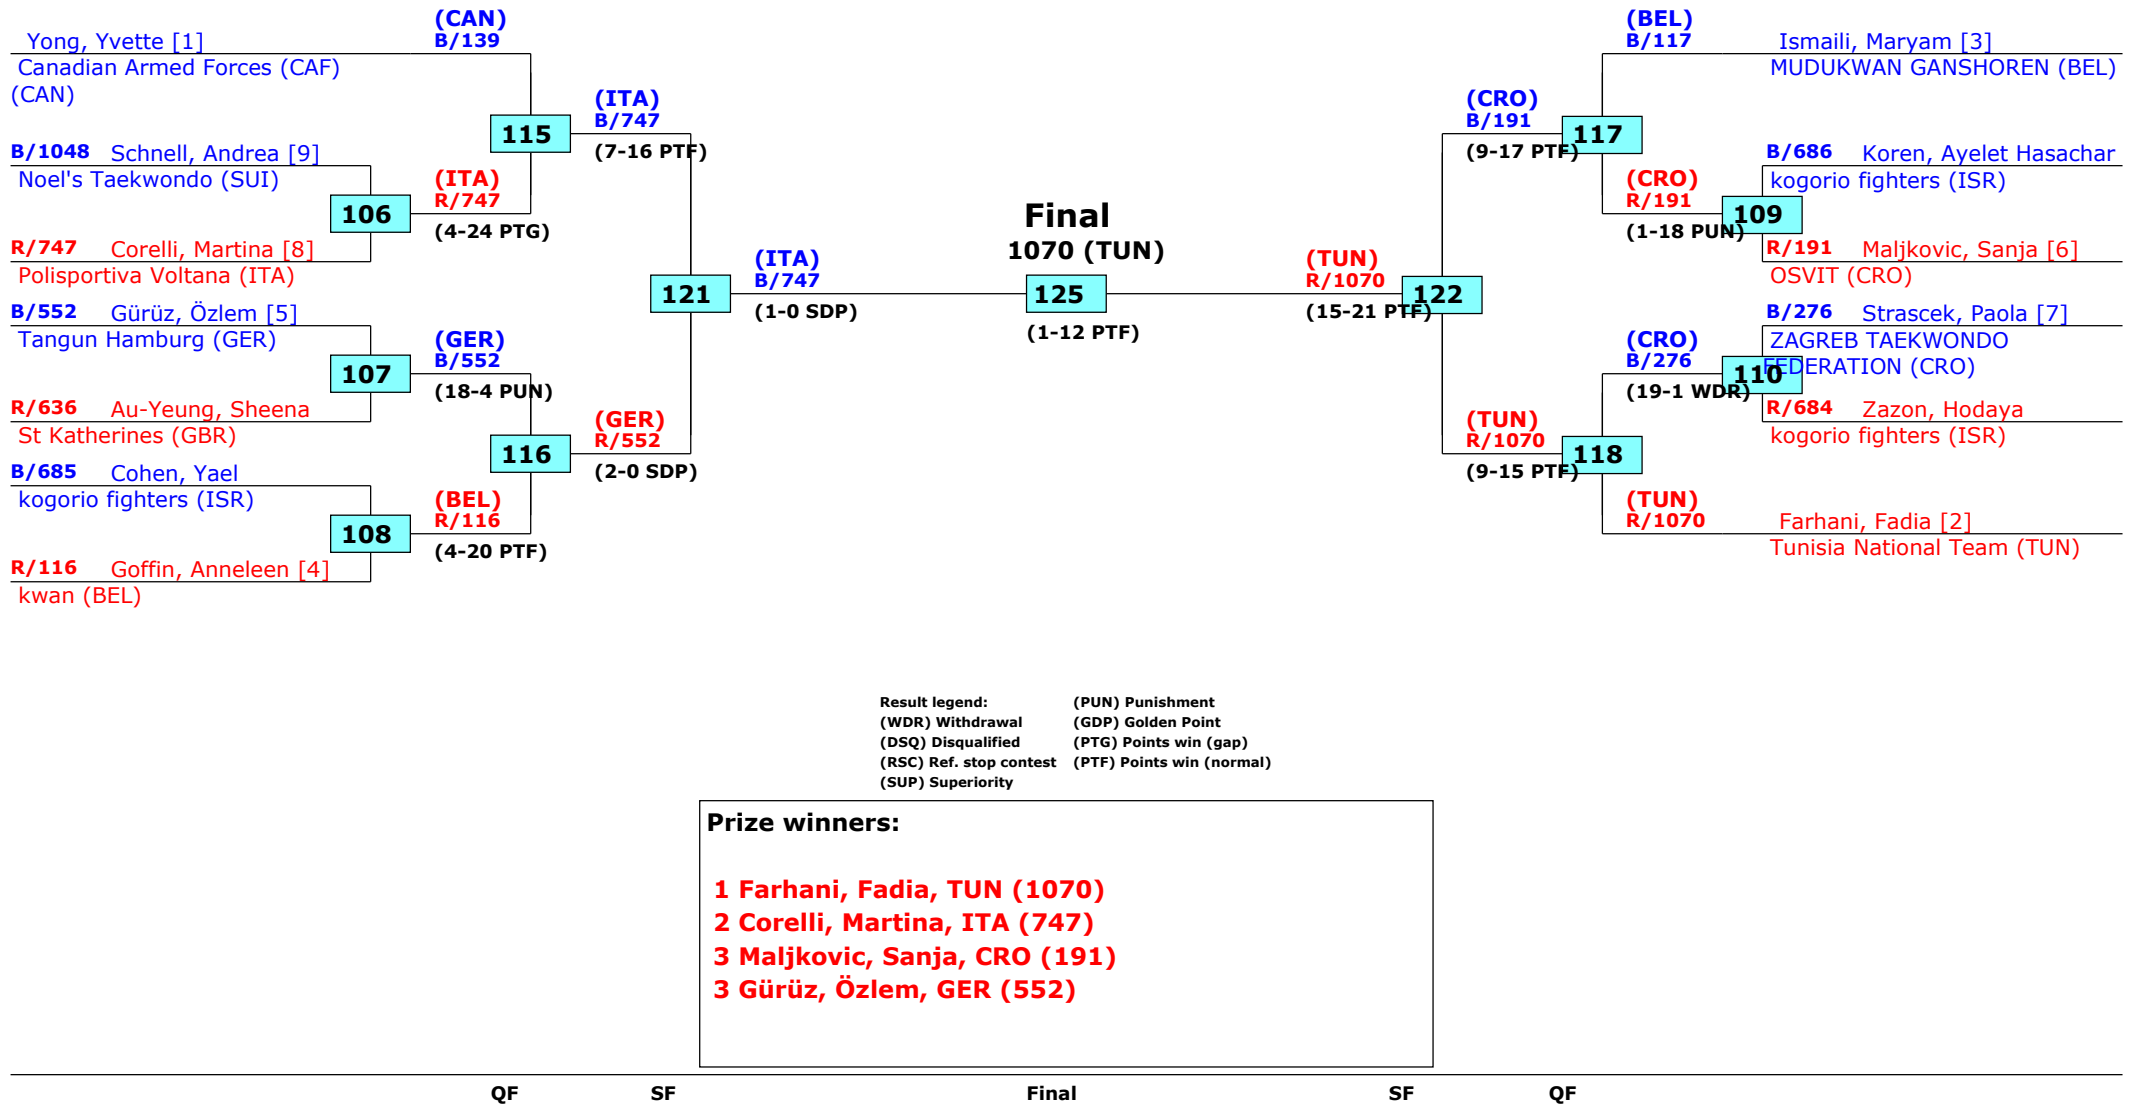 (CAN)
Yong, Yvette [1]
B/139
Canadian Armed Forces (CAF)
(CAN)
(ITA)
B/747
115
(7-16 PTF)
B/1048 Schnell, Andrea [9]
Noel's Taekwondo (SUI)
(ITA)
R/747
106
(4-24 PTG)
R/747 Corelli, Martina [8]
Polisportiva Voltana (ITA)
(ITA)
B/747
121
(1-0 SDP)
B/552 Gürüz, Özlem [5]
Tangun Hamburg (GER)
(GER)
B/552
107
(18-4 PUN)
R/636 Au-Yeung, Sheena
St Katherines (GBR)
(GER)
R/552
116
(2-0 SDP)
B/685 Cohen, Yael
kogorio fighters (ISR)
(BEL)
R/116
108
(4-20 PTF)
R/116 Goffin, Anneleen [4]
kwan (BEL)
Final
1070 (TUN)
125
(1-12 PTF)
(BEL)
B/117
Ismaili, Maryam [3]
MUDUKWAN GANSHOREN (BEL)
(CRO)
B/191
117
(9-17 PTF)
B/686 Koren, Ayelet Hasachar
kogorio fighters (ISR)
(CRO)
R/191
109
(1-18 PUN)
R/191 Maljkovic, Sanja [6]
OSVIT (CRO)
(TUN)
R/1070
122
(15-21 PTF)
B/276 Strascek, Paola [7]
ZAGREB TAEKWONDO
FEDERATION (CRO)
(CRO)
B/276
110
(19-1 WDR)
R/684 Zazon, Hodaya
kogorio fighters (ISR)
(TUN)
R/1070
118
(9-15 PTF)
(TUN)
R/1070
Farhani, Fadia [2]
Tunisia National Team (TUN)
Result legend: (PUN) Punishment
(WDR) Withdrawal (GDP) Golden Point
(DSQ) Disqualified (PTG) Points win (gap)
(RSC) Ref. stop contest (PTF) Points win (normal)
(SUP) Superiority
Prize winners:
1 Farhani, Fadia, TUN (1070)
2 Corelli, Martina, ITA (747)
3 Maljkovic, Sanja, CRO (191)
3 Gürüz, Özlem, GER (552)
QF SF Final SF QF